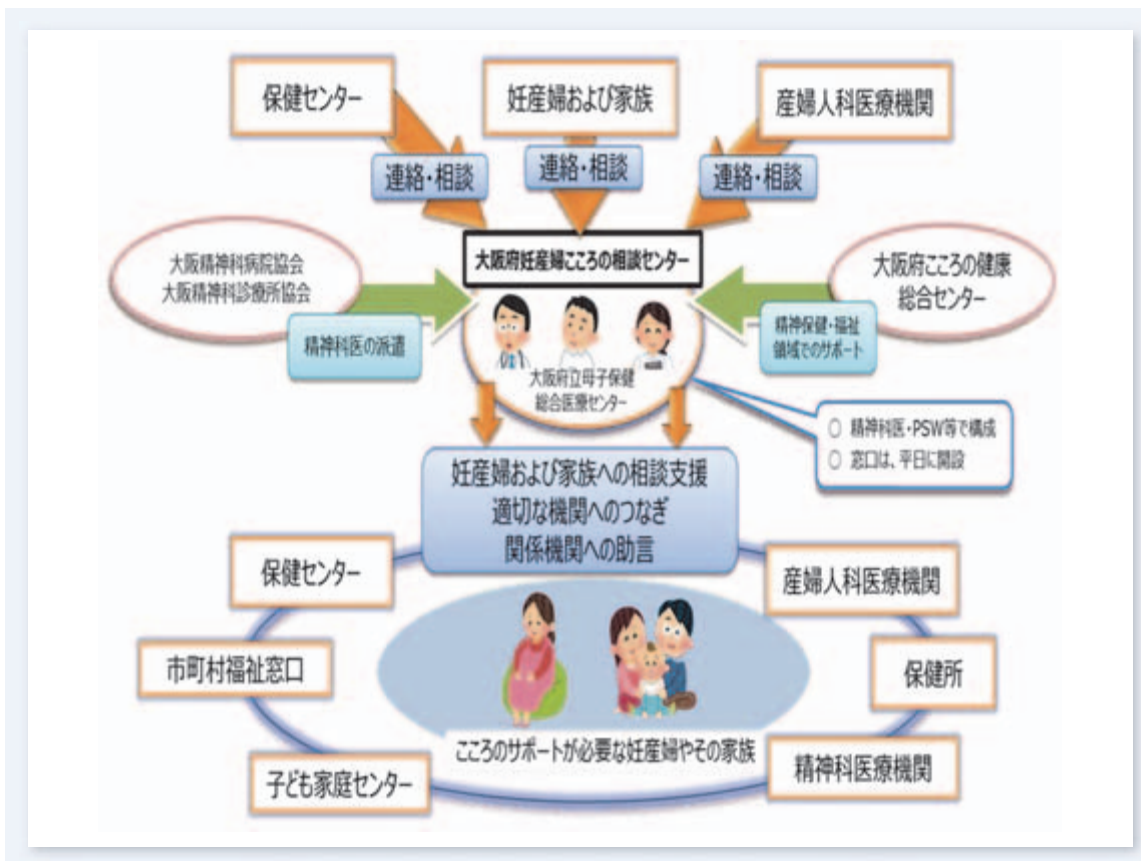 保健センター
妊産婦および家族
産婦人科医療機関
連絡・相談
連絡・相談
連絡・相談
大阪精神科病院協会
大阪精神科診療所協会
大阪府妊産婦こころの相談センター
大阪府こころの健康
総合センター
精神科医の派遣
精神保健・福祉
領域でのサポート
大阪府立母子保健
総合医療センター
○ 精神科医・PSW等で構成
○ 窓口は、平日に開設
妊産婦および家族への相談支援
適切な機関へのつなぎ
関係機関への助言
保健センター
産婦人科医療機関
市町村福祉窓口
保健所
こころのサポートが必要な妊産婦やその家族
子ども家庭センター
精神科医療機関